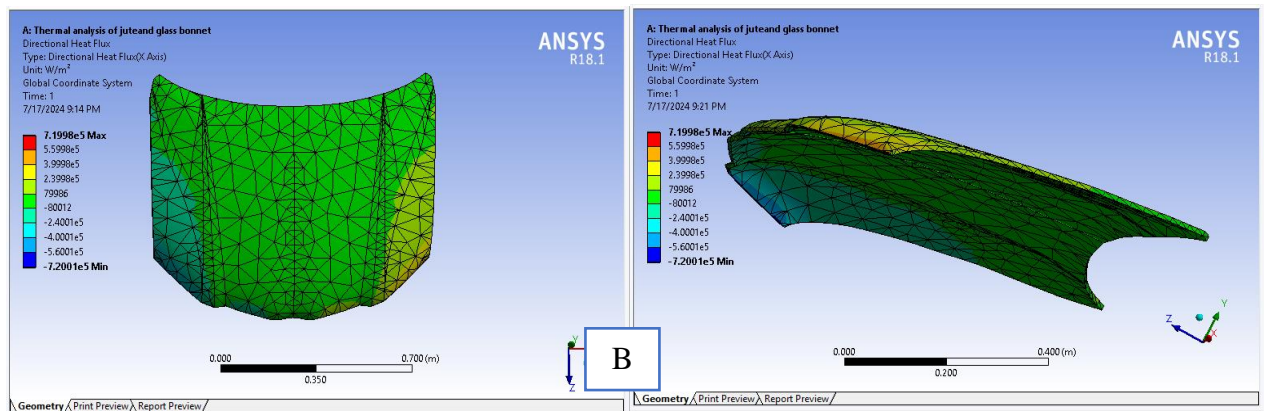 A: Thermal analysis of juteand glass bonnet
Directional Heat Flux
Type: Directional Heat Flux(X Axis)
Unit: W/m²
Global Coordinate System
Time: 1
7/17/2024 9:14 PM
ANSYS
R18.1
7.1998e5 Max
5.5998e5
3.9998e5
2.3998e5
79986
-80012
-2.4001e5
-4.0001e5
-5.6001e5
-7.2001e5 Min
0.000
0.700 (m)
0.350
Y
Z
Geometry Print Preview Report Preview
B
A: Thermal analysis of juteand glass bonnet
Directional Heat Flux
Type: Directional Heat Flux(X Axis)
Unit: W/m²
Global Coordinate System
Time: 1
7/17/2024 9:21 PM
ANSYS
R18.1
7.1998e5 Max
5.5998e5
3.9998e5
2.3998e5
79986
-80012
-2.4001e5
-4.0001e5
-5.6001e5
-7.2001e5 Min
0.000
0.400 (m)
0.200
Z
Y
X
Geometry Print Preview Report Preview